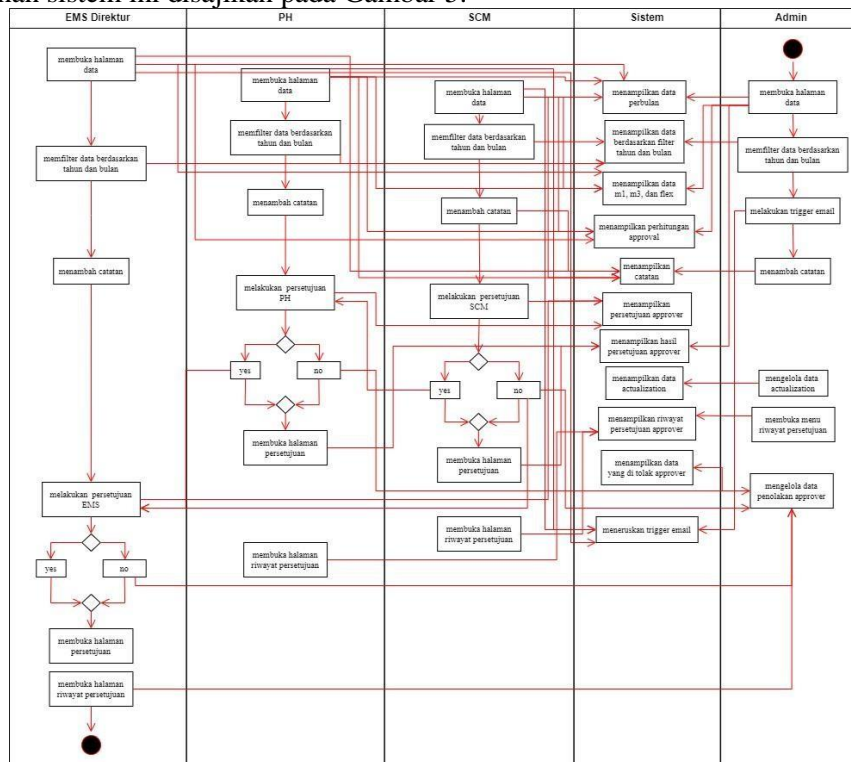 nan sistem ini disajikan pada Gambar 3.
EMS Direktur
PH
SCM
Sistem
Admin
membuka halaman
data
memfilter data berdasarkan
tahun dan bulan
menambah catatan
melakukan persetujuan
EMS
yes
no
membuka halaman
persetujuan
membuka halaman
riwayat persetujuan
membuka halaman
data
memfilter data berdasarkan
tahun dan bulan
menambah catatan
melakukan persetujuan
PH
yes
no
membuka halaman
persetujuan
membuka halaman
riwayat persetujuan
membuka halaman
data
memfilter data berdasarkan
tahun dan bulan
menambah catatan
melakukan persetujuan
SCM
yes
no
membuka halaman
persetujuan
membuka halaman
riwayat persetujuan
menampilkan data
perbulan
menampilkan data
berdasarkan filter
tahun dan bulan
menampilkan data
m1, m3, dan flex
menampilkan perhitungan
approval
menampilkan
catatan
menampilkan
persetujuan approver
menampilkan hasil
persetujuan approver
menampilkan data
actualization
menampilkan riwayat
persetujuan approver
menampilkan data
yang di tolak approver
meneruskan trigger email
membuka halaman
data
memfilter data berdasarkan
tahun dan bulan
melakukan trigger email
menambah catatan
mengelola data
actualization
membuka menu
riwayat persetujuan
mengelola data
penolakan approver